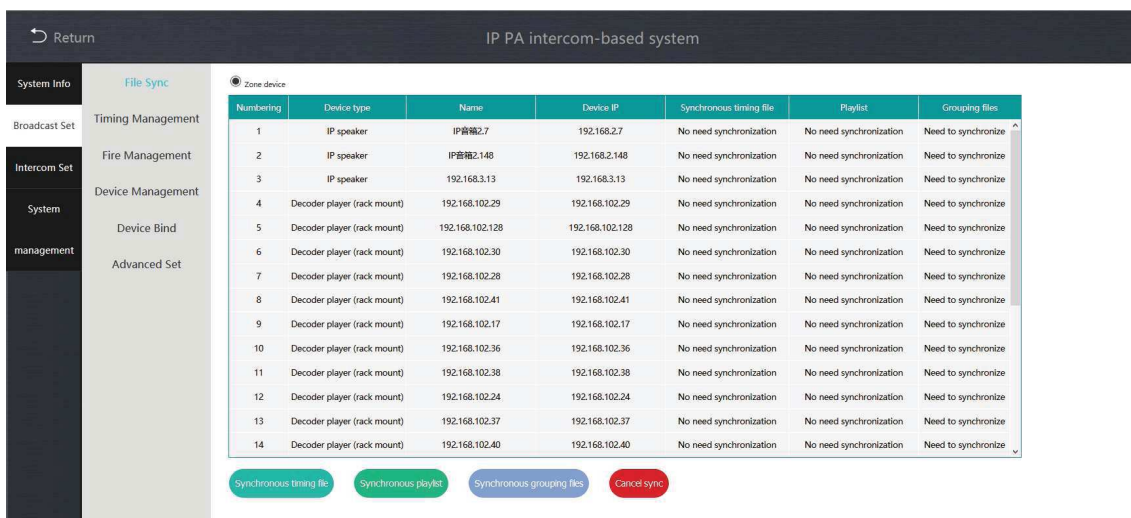 Return
IP PA intercom-based system
System Info
Broadcast Set
Intercom Set
System
management
File Sync
Timing Management
Fire Management
Device Management
Device Bind
Advanced Set
Zone device
Numbering Device type Name Device IP Synchronous timing file Playlist Grouping files
1 IP speaker IP音箱2.7 192.168.2.7 No need synchronization No need synchronization Need to synchronize
2 IP speaker IP音箱2.148 192.168.2.148 No need synchronization No need synchronization Need to synchronize
3 IP speaker 192.168.3.13 192.168.3.13 No need synchronization No need synchronization Need to synchronize
4 Decoder player (rack mount) 192.168.102.29 192.168.102.29 No need synchronization No need synchronization Need to synchronize
5 Decoder player (rack mount) 192.168.102.128 192.168.102.128 No need synchronization No need synchronization Need to synchronize
6 Decoder player (rack mount) 192.168.102.30 192.168.102.30 No need synchronization No need synchronization Need to synchronize
7 Decoder player (rack mount) 192.168.102.28 192.168.102.28 No need synchronization No need synchronization Need to synchronize
8 Decoder player (rack mount) 192.168.102.41 192.168.102.41 No need synchronization No need synchronization Need to synchronize
9 Decoder player (rack mount) 192.168.102.17 192.168.102.17 No need synchronization No need synchronization Need to synchronize
10 Decoder player (rack mount) 192.168.102.36 192.168.102.36 No need synchronization No need synchronization Need to synchronize
11 Decoder player (rack mount) 192.168.102.38 192.168.102.38 No need synchronization No need synchronization Need to synchronize
12 Decoder player (rack mount) 192.168.102.24 192.168.102.24 No need synchronization No need synchronization Need to synchronize
13 Decoder player (rack mount) 192.168.102.37 192.168.102.37 No need synchronization No need synchronization Need to synchronize
14 Decoder player (rack mount) 192.168.102.40 192.168.102.40 No need synchronization No need synchronization Need to synchronize
Synchronous timing file Synchronous playlist Synchronous grouping files Cancel sync